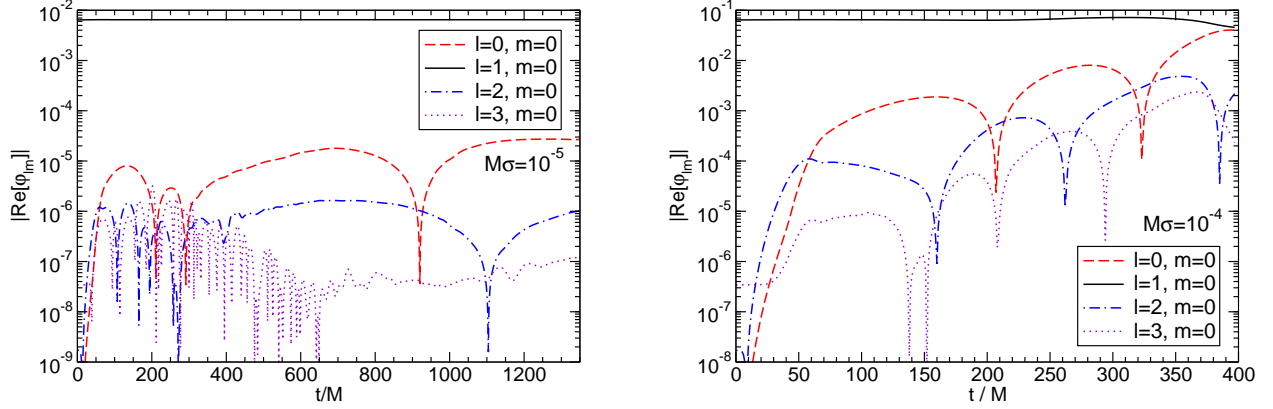 10^-2
10^-3
10^-4
10^-5
10^-6
10^-7
10^-8
10^-9
|Re[φ_lm]|
l=0, m=0
l=1, m=0
l=2, m=0
l=3, m=0
Mσ=10^-5
0 200 400 600 800 1000 1200
t/M
10^-1
10^-2
10^-3
10^-4
10^-5
10^-6
10^-7
10^-8
|Re[φ_lm]|
Mσ=10^-4
l=0, m=0
l=1, m=0
l=2, m=0
l=3, m=0
0 50 100 150 200 250 300 350 400
t / M